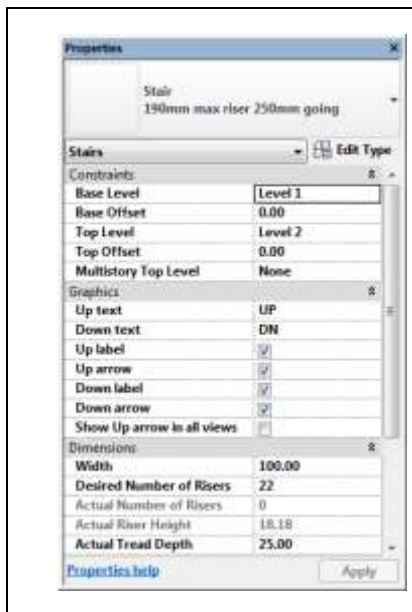 Properties
Stair
190mm max riser 250mm going
Stairs Edit Type
Constraints
Base Level Level 1
Base Offset 0.00
Top Level Level 2
Top Offset 0.00
Multistory Top Level None
Graphics
Up text UP
Down text DN
Up label
Up arrow
Down label
Down arrow
Show Up arrow in all views
Dimensions
Width 100.00
Desired Number of Risers 22
Actual Number of Risers 0
Actual Riser Height 18.18
Actual Tread Depth 25.00
Properties help Apply